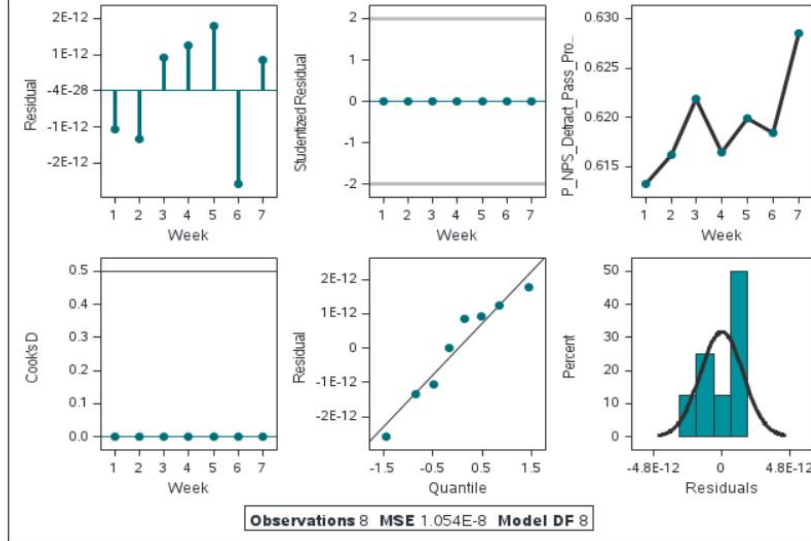 2E-12
1E-12
-4E-28
-1E-12
-2E-12
Residual
1 2 3 4 5 6 7
Week
2
1
0
-1
-2
Studentized Residual
1 2 3 4 5 6 7
Week
0.630
0.625
0.620
0.615
P_NPS_Detract_Pass_Pro...
1 2 3 4 5 6 7
Week
0.5
0.4
0.3
0.2
0.1
0.0
Cook's D
1 2 3 4 5 6 7
Week
2E-12
1E-12
0
-1E-12
-2E-12
Residual
-1.5 -0.5 0.5 1.5
Quantile
50
40
30
20
10
0
Percent
-4.8E-12 0 4.8E-12
Residuals
Observations 8 MSE 1.054E-8 Model DF 8